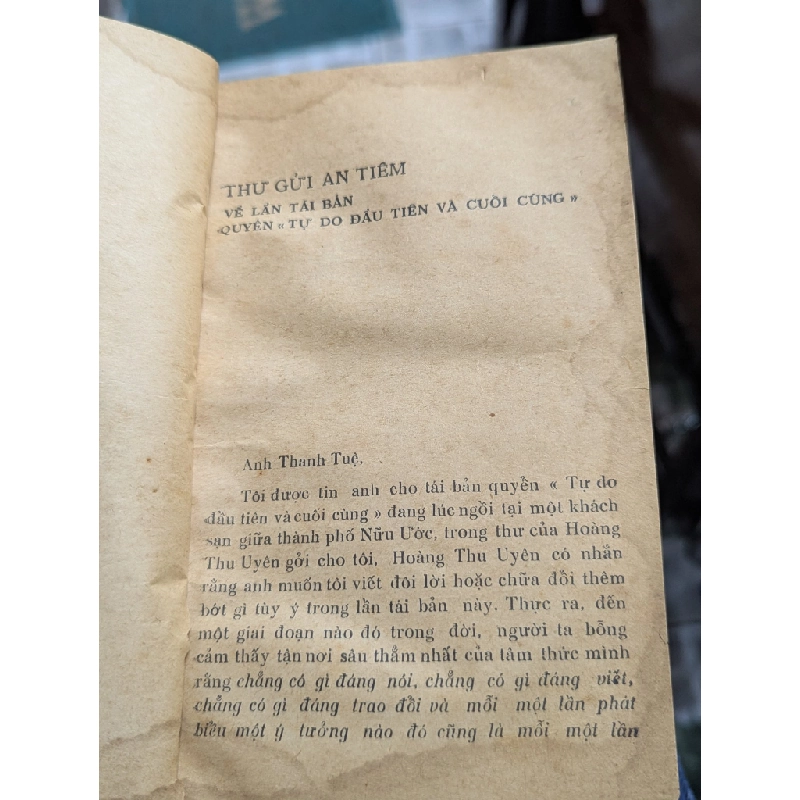 THƯ GỬI AN TIÊM
VỀ LẦN TÁI BẢN
QUYỂN « TỰ DO ĐẦU TIÊN VÀ CUỐI CÙNG »
Anh Thanh Tuệ,
Tôi được tin anh cho tái bản quyển « Tự do
đầu tiên và cuối cùng » đang lúc ngồi tại một khách
sạn giữa thành phố Nữu Ước, trong thư của Hoàng
Thu Uyên gởi cho tôi, Hoàng Thu Uyên có nhắn
rằng anh muốn tôi viết đôi lời hoặc chữa đổi thêm
bớt gì tùy ý trong lần tái bản này. Thực ra, đến
một giai đoạn nào đó trong đời, người ta bỗng
cảm thấy tận nơi sâu thẳm nhất của tâm thức mình
rằng chẳng có gì đáng nói, chẳng có gì đáng viết,
chẳng có gì đáng trao đổi và mỗi một lần phát
biểu một ý tưởng nào đó cũng là mỗi một lần